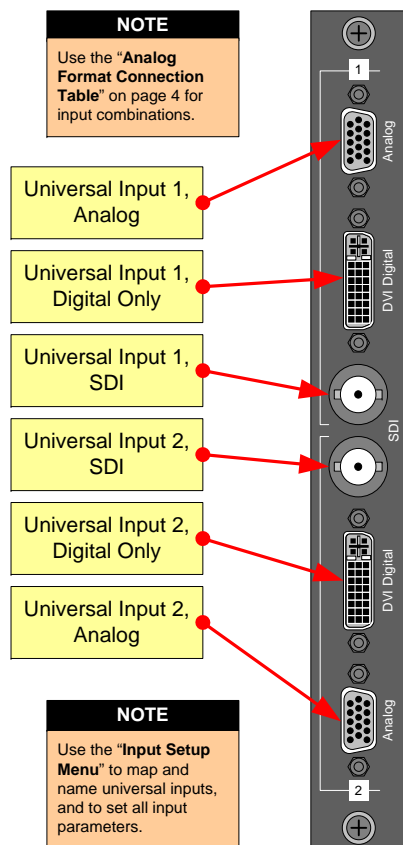 NOTE
Use the “Analog
Format Connection
Table” on page 4 for
input combinations.
Universal Input 1,
Analog
Universal Input 1,
Digital Only
Universal Input 1,
SDI
Universal Input 2,
SDI
Universal Input 2,
Digital Only
Universal Input 2,
Analog
NOTE
Use the “Input Setup
Menu” to map and
name universal inputs,
and to set all input
parameters.
1
Analog
DVI Digital
SDI
DVI Digital
Analog
2